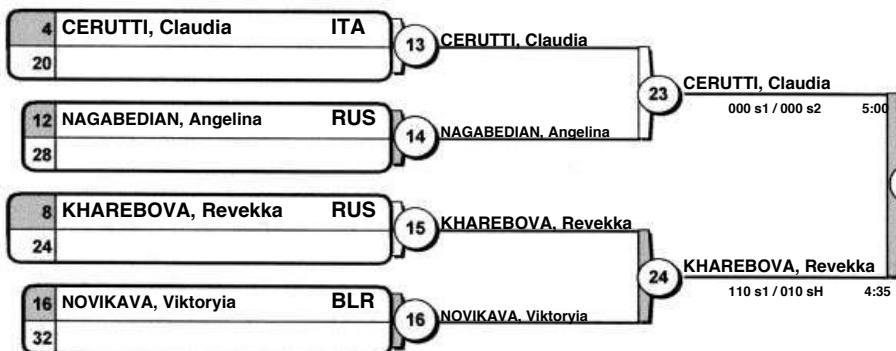 4 CERUTTI, Claudia ITA
20
13 CERUTTI, Claudia
12 NAGABEDIAN, Angelina RUS
28
14 NAGABEDIAN, Angelina
23 CERUTTI, Claudia
000 s1 / 000 s2 5:00
8 KHAREBOVA, Revekka RUS
24
15 KHAREBOVA, Revekka
16 NOVIKAVA, Viktoryia BLR
32
16 NOVIKAVA, Viktoryia
24 KHAREBOVA, Revekka
110 s1 / 010 sH 4:35